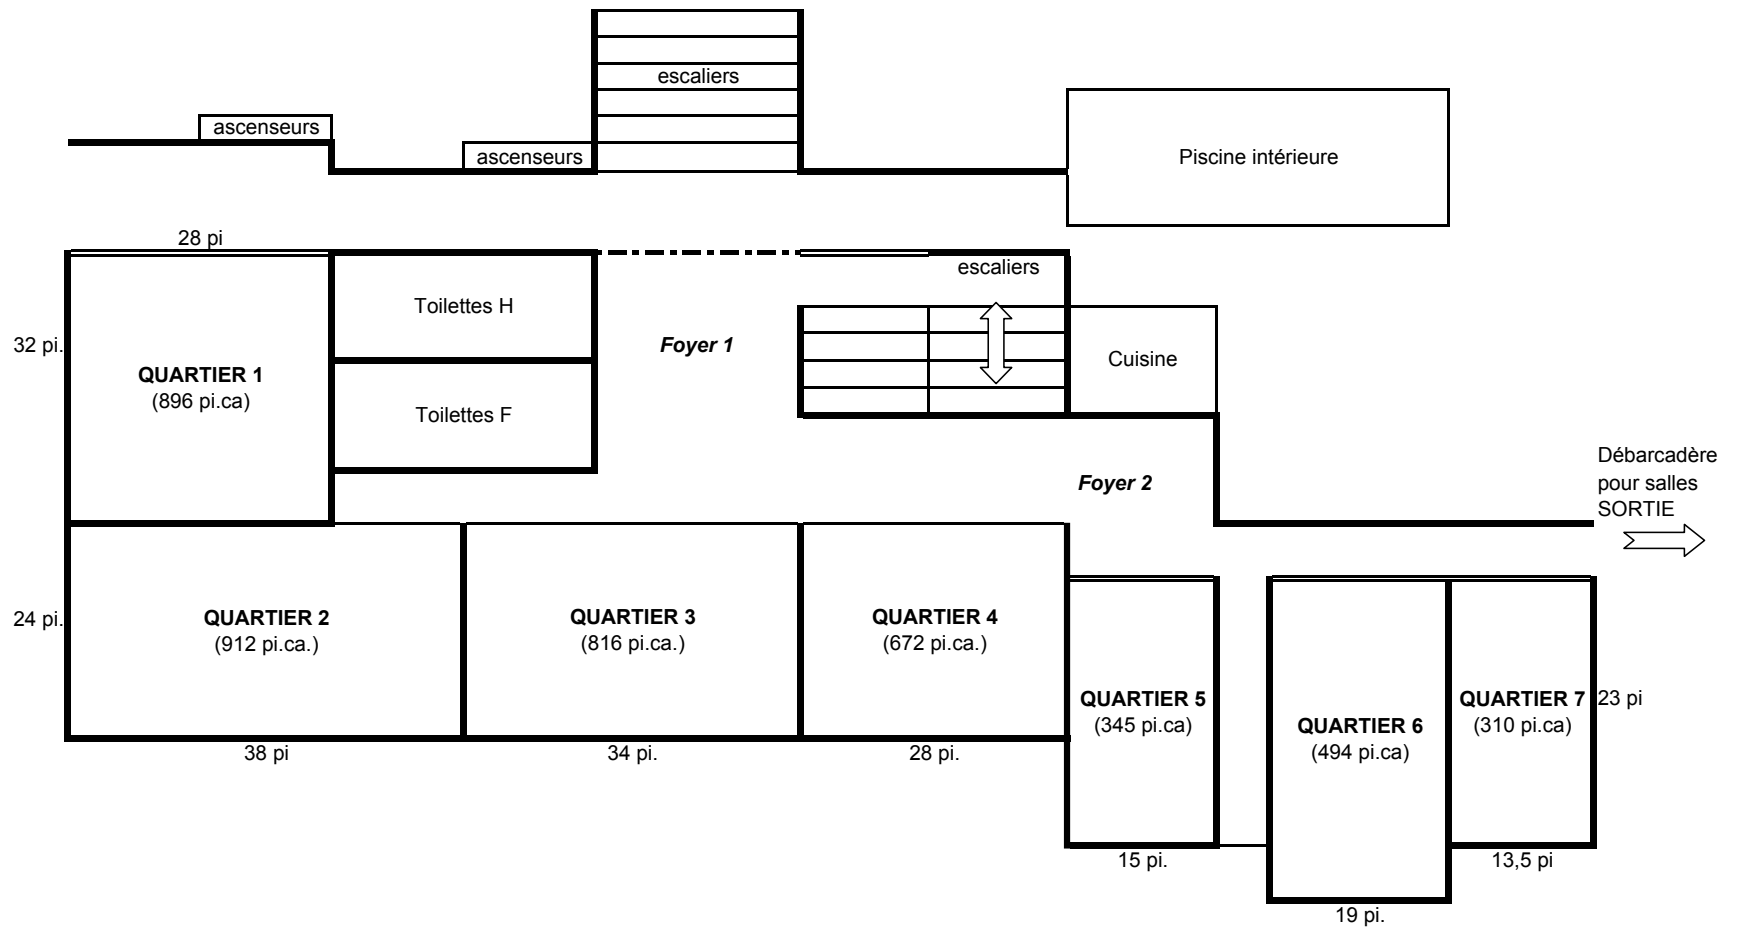 escaliers
ascenseurs
ascenseurs
Piscine intérieure
28 pi
escaliers
Toilettes H
32 pi.
Foyer 1
Cuisine
QUARTIER 1
(896 pi.ca)
Toilettes F
Foyer 2
Débarcadère
pour salles
SORTIE
24 pi.
QUARTIER 2
(912 pi.ca.)
QUARTIER 3
(816 pi.ca.)
QUARTIER 4
(672 pi.ca.)
QUARTIER 5
(345 pi.ca)
QUARTIER 6
(494 pi.ca)
QUARTIER 7
(310 pi.ca)
23 pi
38 pi
34 pi.
28 pi.
15 pi.
13,5 pi
19 pi.